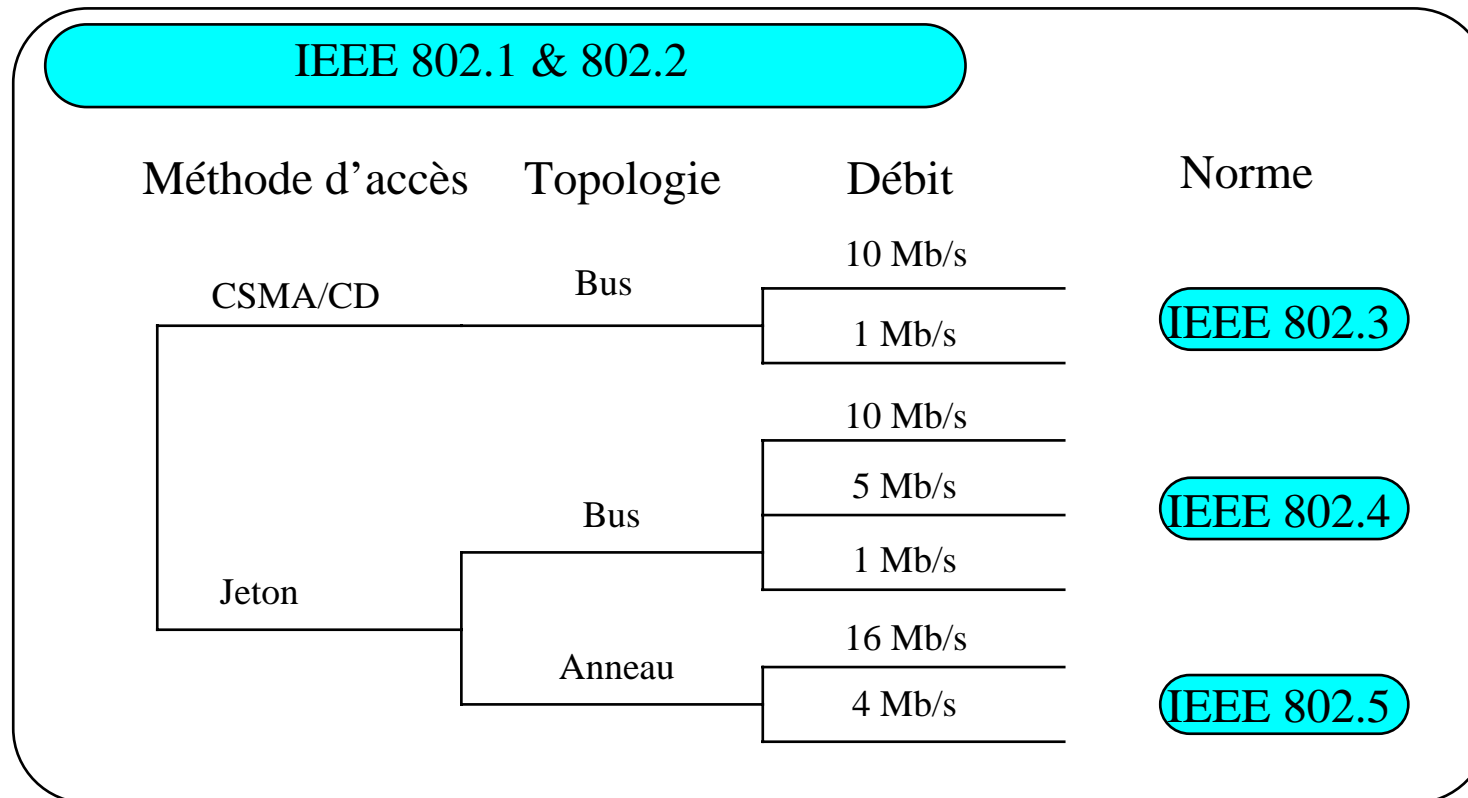 IEEE 802.1 & 802.2
Méthode d’accès Topologie Débit Norme
10 Mb/s
CSMA/CD Bus
1 Mb/s IEEE 802.3
10 Mb/s
5 Mb/s
Bus IEEE 802.4
1 Mb/s
Jeton
16 Mb/s
Anneau
4 Mb/s IEEE 802.5